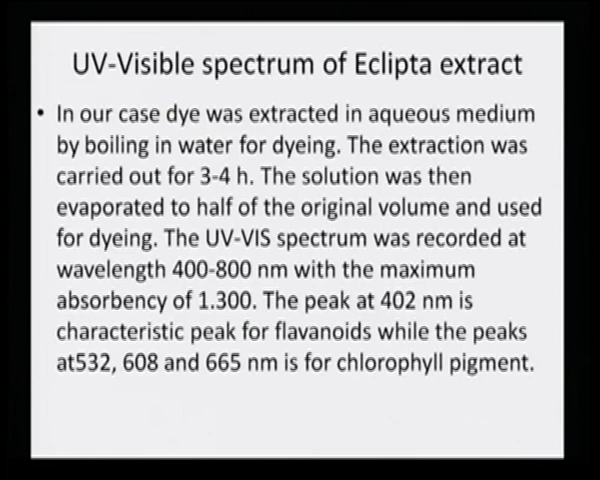 UV-Visible spectrum of Eclipta extract
• In our case dye was extracted in aqueous medium
by boiling in water for dyeing. The extraction was
carried out for 3-4 h. The solution was then
evaporated to half of the original volume and used
for dyeing. The UV-VIS spectrum was recorded at
wavelength 400-800 nm with the maximum
absorbency of 1.300. The peak at 402 nm is
characteristic peak for flavanoids while the peaks
at532, 608 and 665 nm is for chlorophyll pigment.